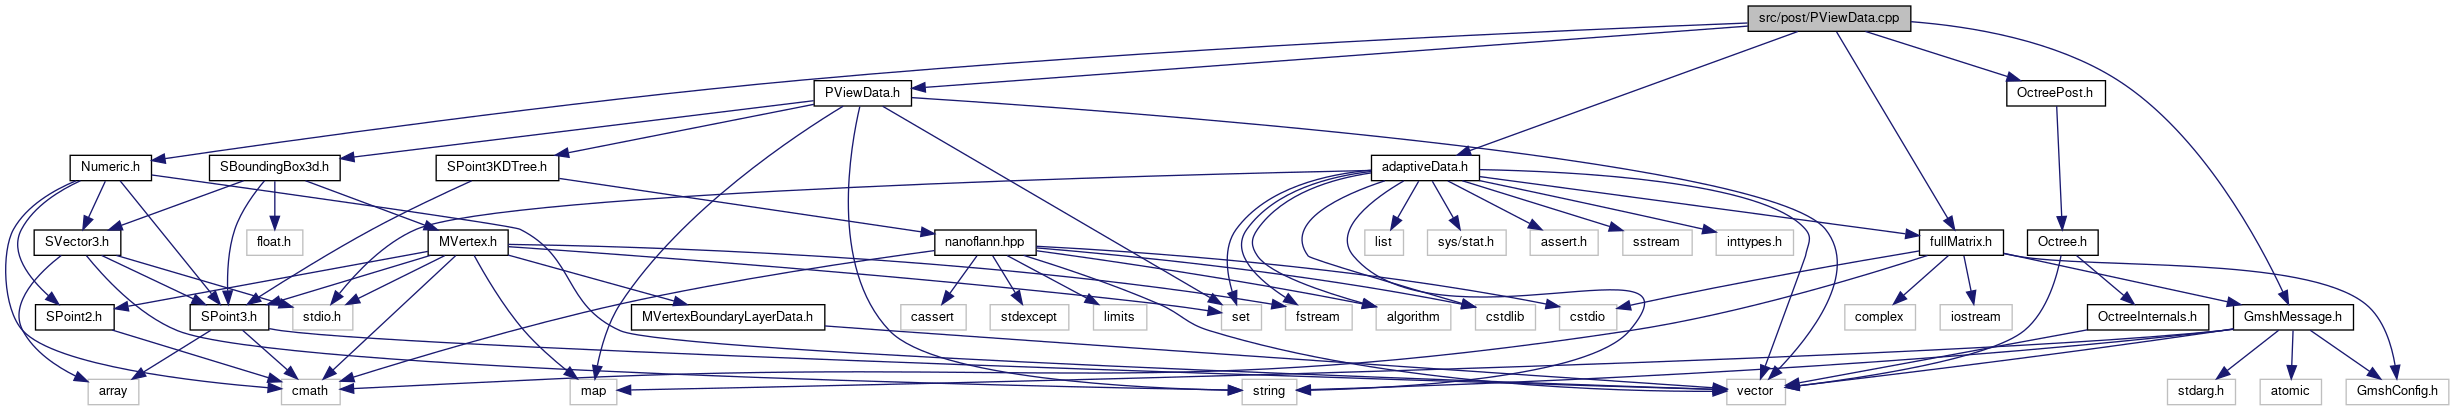 src/post/PViewData.cpp
PViewData.h
OctreePost.h
Numeric.h
SBoundingBox3d.h
SPoint3KDTree.h
adaptiveData.h
SVector3.h
float.h
MVertex.h
nanoflann.hpp
list
sys/stat.h
assert.h
sstream
inttypes.h
fullMatrix.h
Octree.h
SPoint2.h
SPoint3.h
stdio.h
MVertexBoundaryLayerData.h
cassert
stdexcept
limits
set
fstream
algorithm
cstdlib
cstdio
complex
iostream
OctreeInternals.h
GmshMessage.h
array
cmath
map
string
vector
stdarg.h
atomic
GmshConfig.h